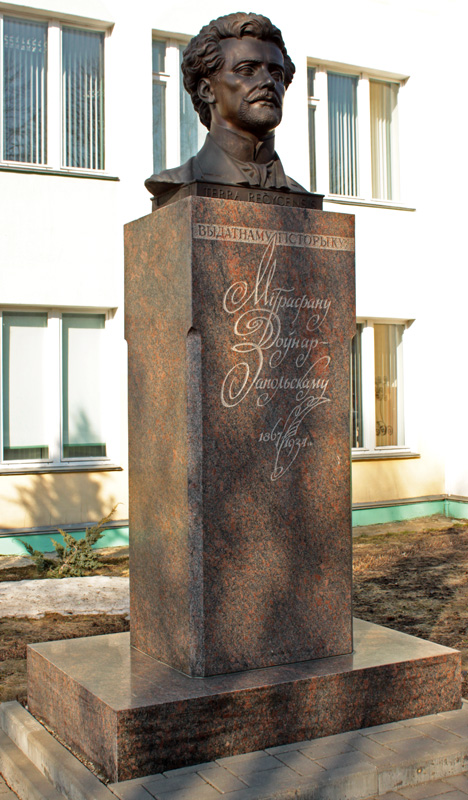 ВЫДАТНАМУ ГІСТОРЫКУ
Мітрафану
Доўнар-
Запольскаму
1867
1934